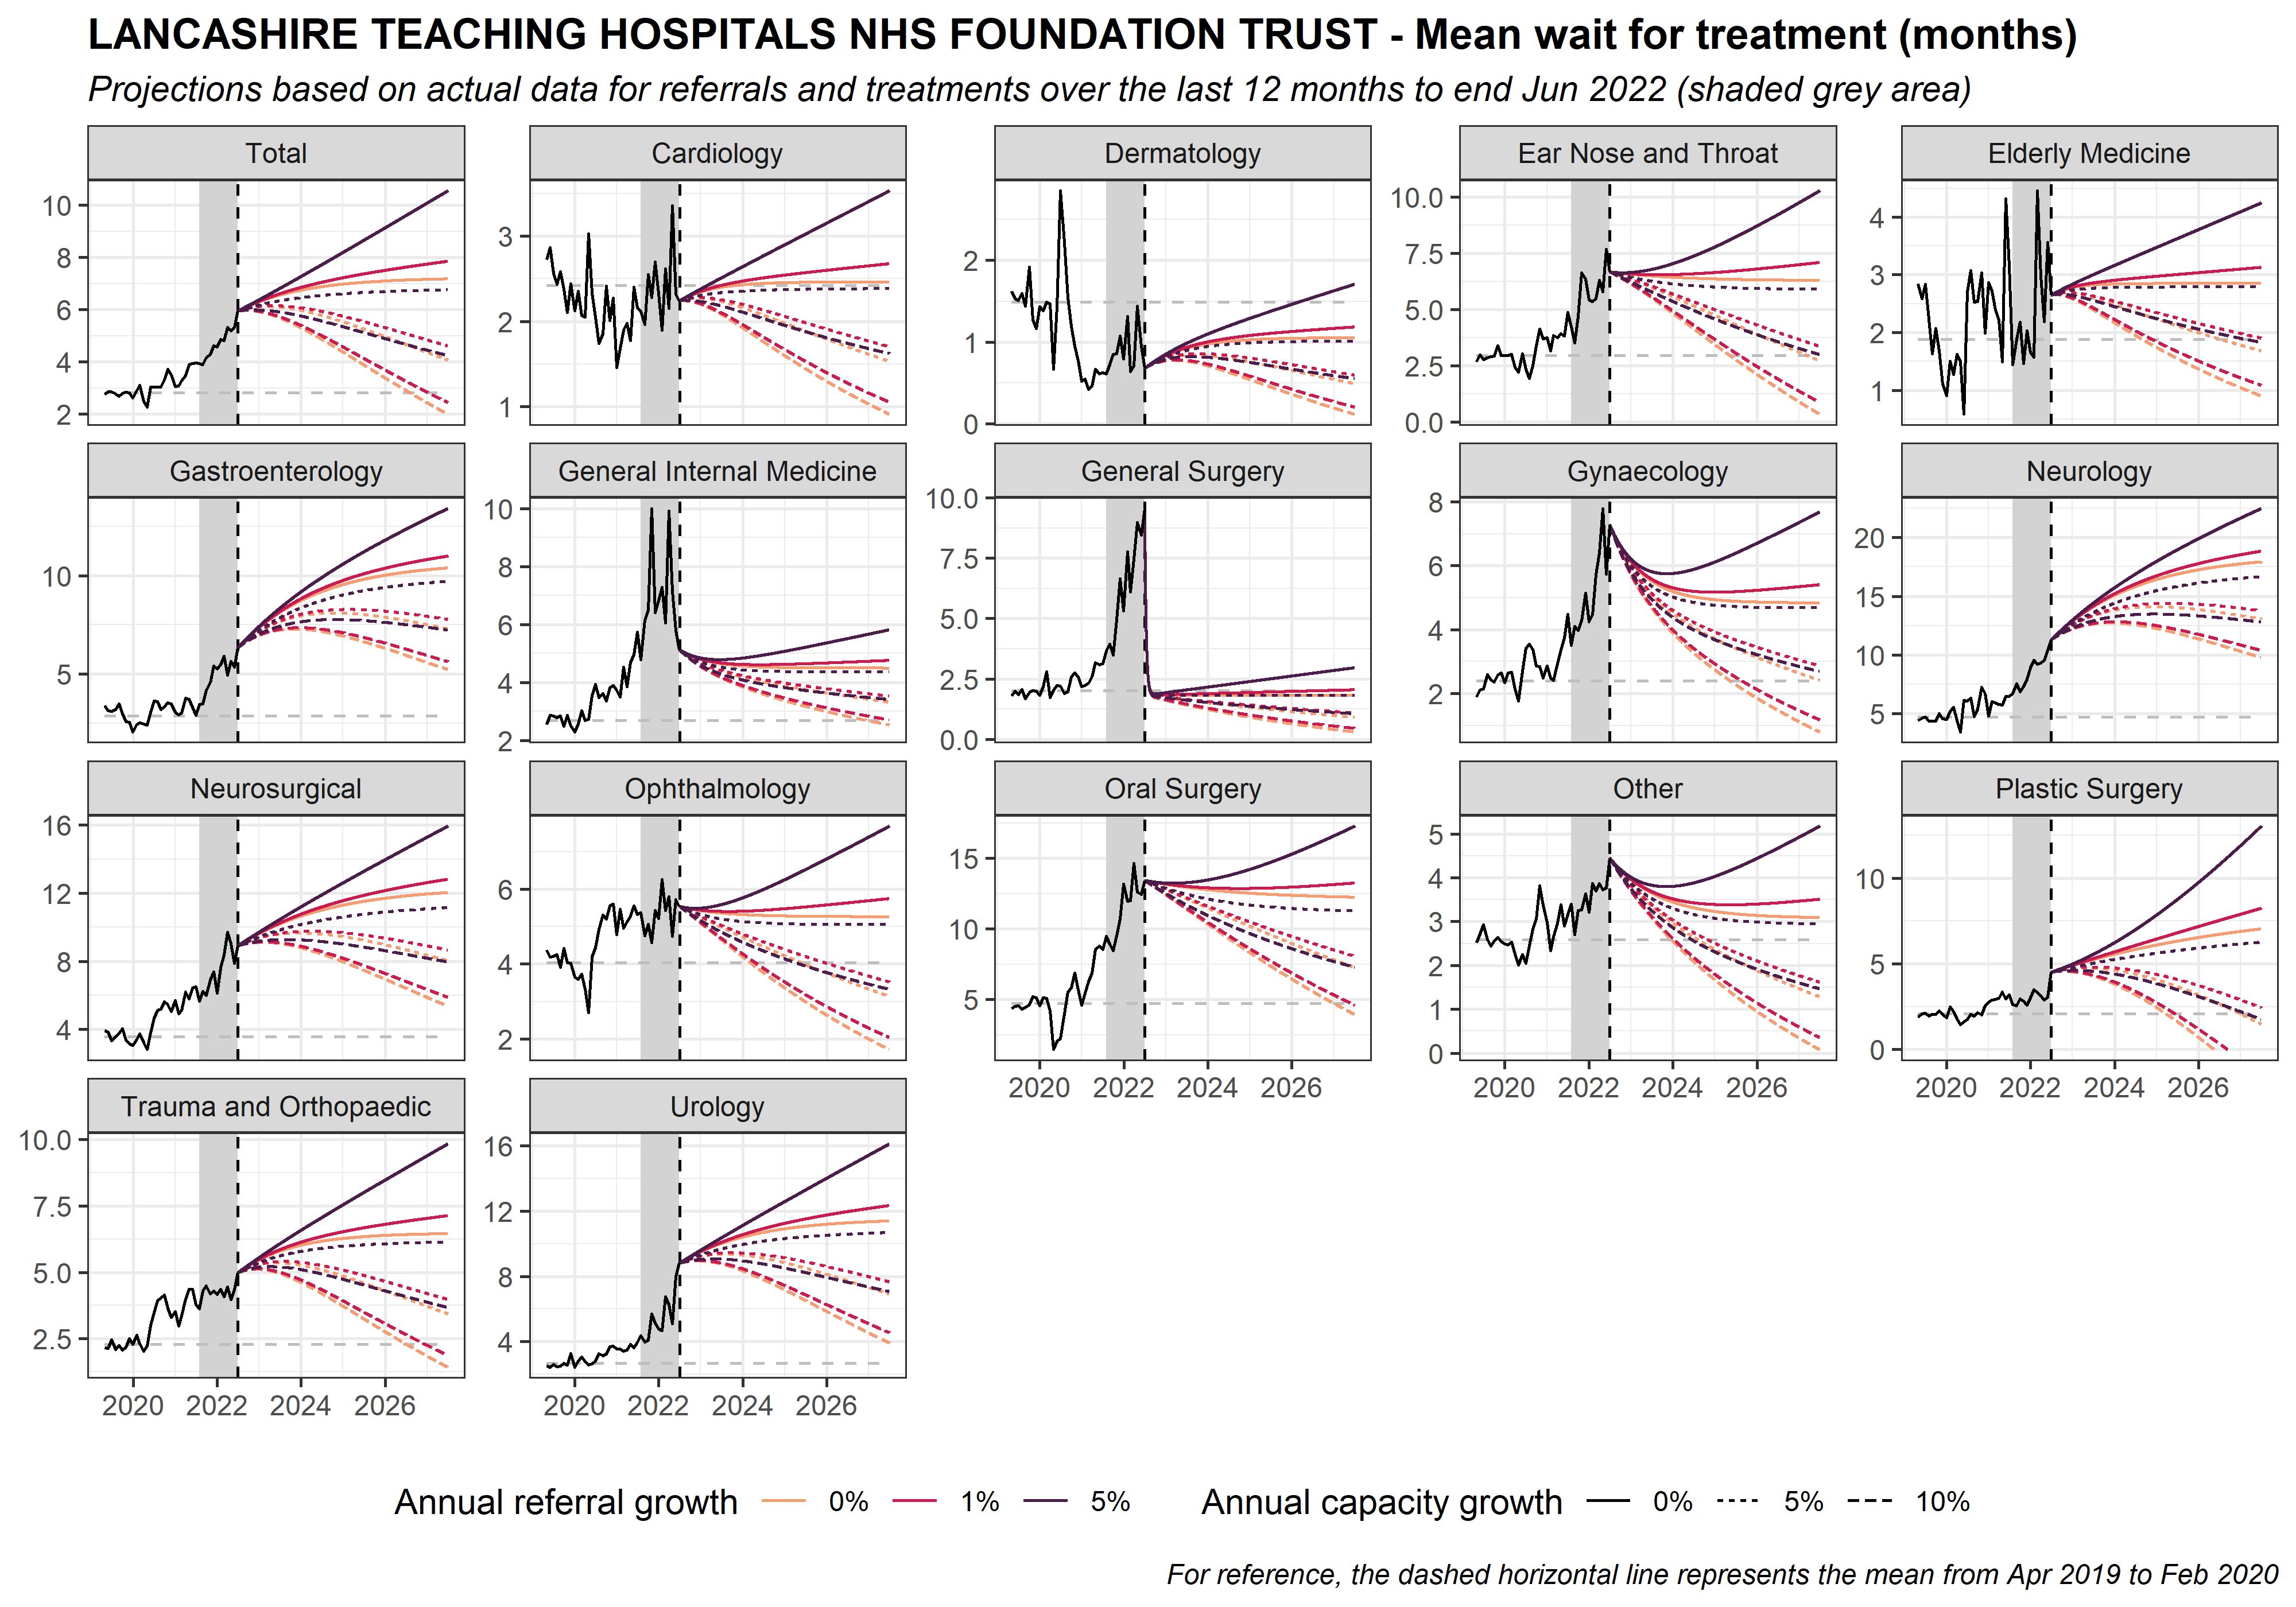 LANCASHIRE TEACHING HOSPITALS NHS FOUNDATION TRUST - Mean wait for treatment (months)
Projections based on actual data for referrals and treatments over the last 12 months to end Jun 2022 (shaded grey area)
Total
10
8
6
4
2
Cardiology
3
2
1
Dermatology
2
1
0
Ear Nose and Throat
10.0
7.5
5.0
2.5
0.0
Elderly Medicine
4
3
2
1
Gastroenterology
10
5
General Internal Medicine
10
8
6
4
2
General Surgery
10.0
7.5
5.0
2.5
0.0
Gynaecology
8
6
4
2
Neurology
20
15
10
5
Neurosurgical
16
12
8
4
Ophthalmology
6
4
2
Oral Surgery
15
10
5
2020 2022 2024 2026
Other
5
4
3
2
1
0
2020 2022 2024 2026
Plastic Surgery
10
5
0
2020 2022 2024 2026
Trauma and Orthopaedic
10.0
7.5
5.0
2.5
2020 2022 2024 2026
Urology
16
12
8
4
2020 2022 2024 2026
Annual referral growth 0% 1% 5% Annual capacity growth 0% 5% 10%
For reference, the dashed horizontal line represents the mean from Apr 2019 to Feb 2020